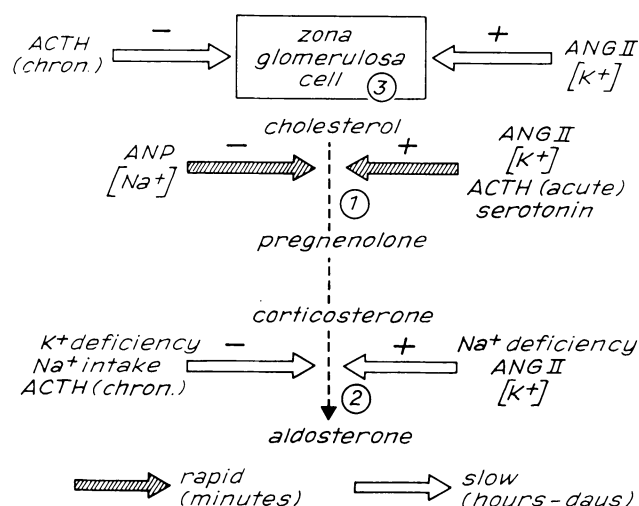 ACTH
(chron.)
−
zona
glomerulosa
cell
3
+
ANG II
[K+]
cholesterol
ANP
[Na+]
−
+
ANG II
[K+]
ACTH (acute)
serotonin
1
pregnenolone
corticosterone
K+ deficiency
Na+ intake
ACTH (chron.)
−
+
Na+ deficiency
ANG II
[K+]
2
aldosterone
rapid
(minutes)
slow
(hours-days)